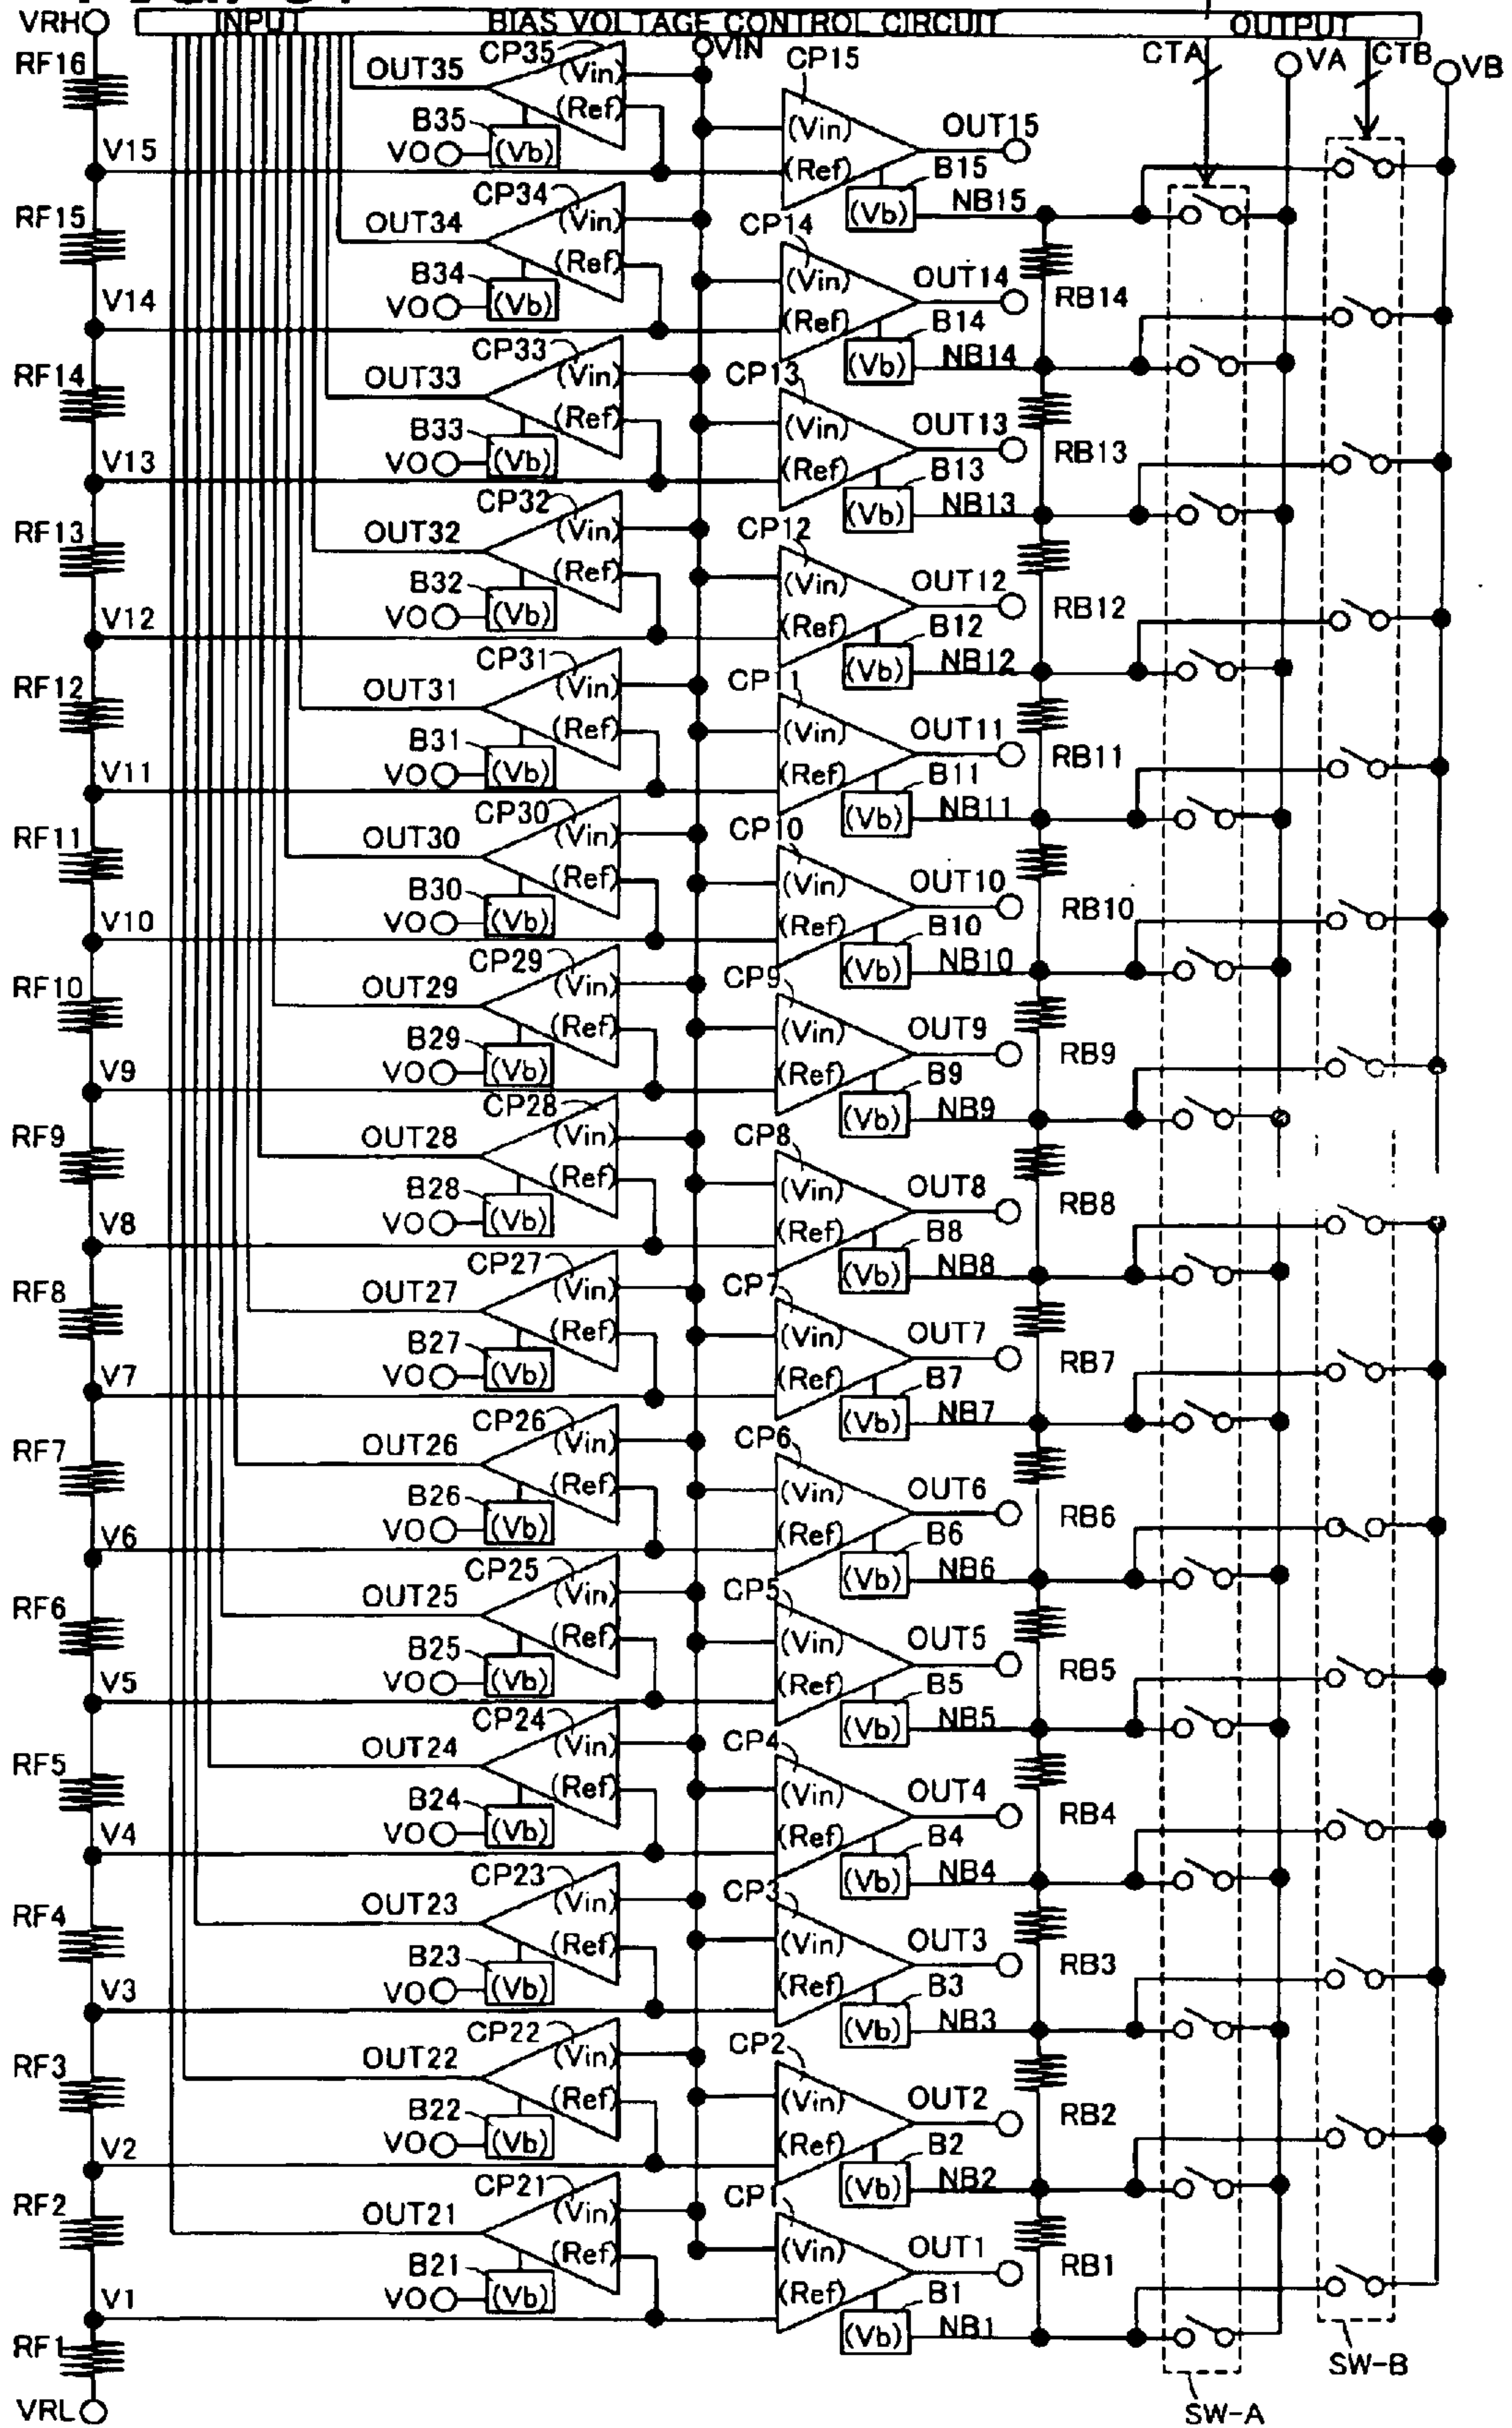 VRH INPUT BIAS VOLTAGE CONTROL CIRCUIT OUTPUT
VIN CTA VA CTB VB
RF16 OUT35 CP35 (Vin) (Ref) CP15 (Vin) (Ref) OUT15
V15 B35 VO (Vb) B15 (Vb) NB15
RF15 OUT34 CP34 (Vin) (Ref) CP14 (Vin) (Ref) OUT14 RB14
V14 B34 VO (Vb) B14 (Vb) NB14
RF14 OUT33 CP33 (Vin) (Ref) CP13 (Vin) (Ref) OUT13 RB13
V13 B33 VO (Vb) B13 (Vb) NB13
RF13 OUT32 CP32 (Vin) (Ref) CP12 (Vin) (Ref) OUT12 RB12
V12 B32 VO (Vb) B12 (Vb) NB12
RF12 OUT31 CP31 (Vin) (Ref) CP11 (Vin) (Ref) OUT11 RB11
V11 B31 VO (Vb) B11 (Vb) NB11
RF11 OUT30 CP30 (Vin) (Ref) CP10 (Vin) (Ref) OUT10 RB10
V10 B30 VO (Vb) B10 (Vb) NB10
RF10 OUT29 CP29 (Vin) (Ref) CP9 (Vin) (Ref) OUT9 RB9
V9 B29 VO (Vb) B9 (Vb) NB9
RF9 OUT28 CP28 (Vin) (Ref) CP8 (Vin) (Ref) OUT8 RB8
V8 B28 VO (Vb) B8 (Vb) NB8
RF8 OUT27 CP27 (Vin) (Ref) CP7 (Vin) (Ref) OUT7 RB7
V7 B27 VO (Vb) B7 (Vb) NB7
RF7 OUT26 CP26 (Vin) (Ref) CP6 (Vin) (Ref) OUT6 RB6
V6 B26 VO (Vb) B6 (Vb) NB6
RF6 OUT25 CP25 (Vin) (Ref) CP5 (Vin) (Ref) OUT5 RB5
V5 B25 VO (Vb) B5 (Vb) NB5
RF5 OUT24 CP24 (Vin) (Ref) CP4 (Vin) (Ref) OUT4 RB4
V4 B24 VO (Vb) B4 (Vb) NB4
RF4 OUT23 CP23 (Vin) (Ref) CP3 (Vin) (Ref) OUT3 RB3
V3 B23 VO (Vb) B3 (Vb) NB3
RF3 OUT22 CP22 (Vin) (Ref) CP2 (Vin) (Ref) OUT2 RB2
V2 B22 VO (Vb) B2 (Vb) NB2
RF2 OUT21 CP21 (Vin) (Ref) CP1 (Vin) (Ref) OUT1 RB1
V1 B21 VO (Vb) B1 (Vb) NB1
RF1 SW-B
VRL SW-A